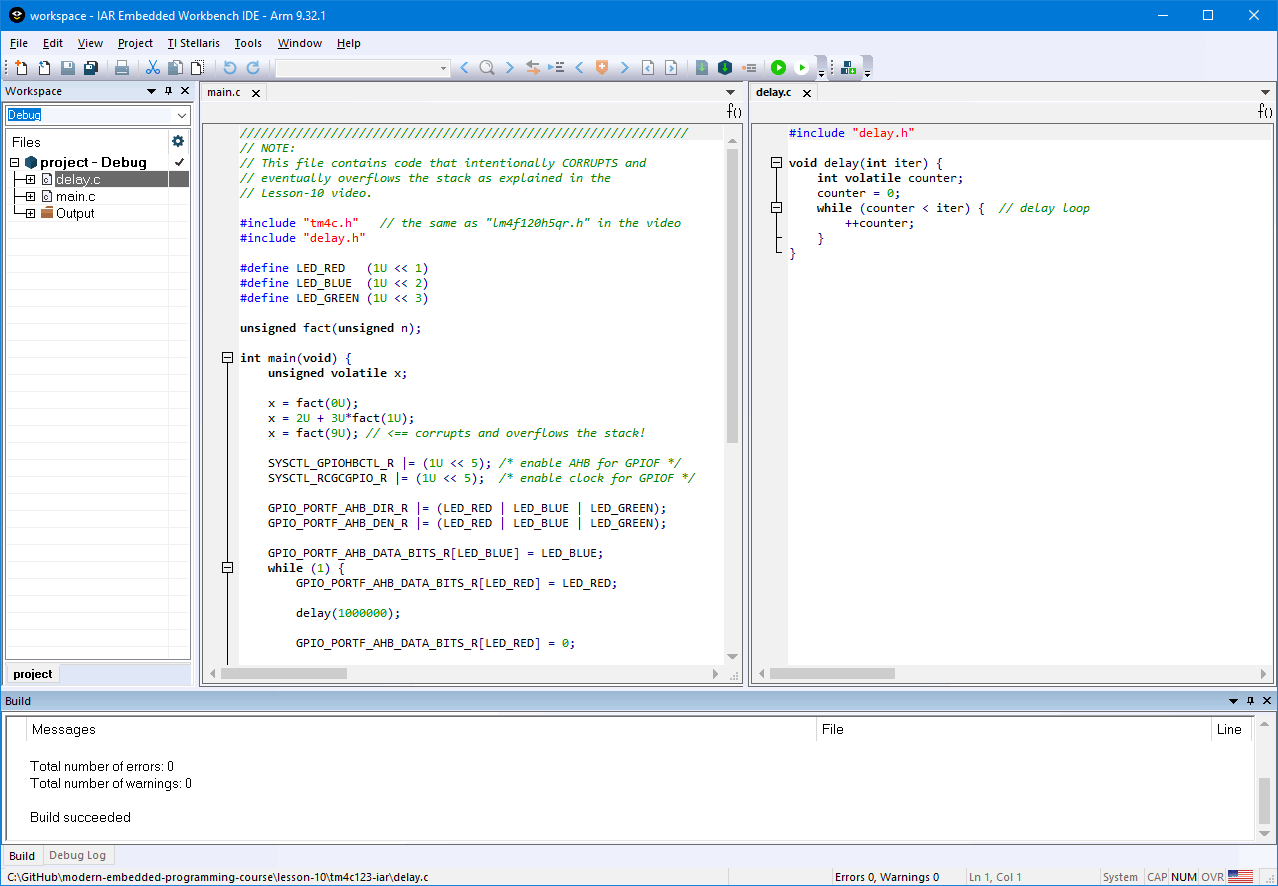 workspace - IAR Embedded Workbench IDE - Arm 9.32.1
File Edit View Project TI Stellaris Tools Window Help
Workspace
Debug
Files
project - Debug
delay.c
main.c
Output
project
main.c
f()
//////////////////////////////////////////////////////////////////
// NOTE:
// This file contains code that intentionally CORRUPTS and
// eventually overflows the stack as explained in the
// Lesson-10 video.
#include "tm4c.h"   // the same as "lm4f120h5qr.h" in the video
#include "delay.h"
#define LED_RED   (1U << 1)
#define LED_BLUE  (1U << 2)
#define LED_GREEN (1U << 3)
unsigned fact(unsigned n);
int main(void) {
    unsigned volatile x;
    x = fact(0U);
    x = 2U + 3U*fact(1U);
    x = fact(9U); // <== corrupts and overflows the stack!
    SYSCTL_GPIOHBCTL_R |= (1U << 5); /* enable AHB for GPIOF */
    SYSCTL_RCGCGPIO_R |= (1U << 5);  /* enable clock for GPIOF */
    GPIO_PORTF_AHB_DIR_R |= (LED_RED | LED_BLUE | LED_GREEN);
    GPIO_PORTF_AHB_DEN_R |= (LED_RED | LED_BLUE | LED_GREEN);
    GPIO_PORTF_AHB_DATA_BITS_R[LED_BLUE] = LED_BLUE;
    while (1) {
        GPIO_PORTF_AHB_DATA_BITS_R[LED_RED] = LED_RED;
        delay(1000000);
        GPIO_PORTF_AHB_DATA_BITS_R[LED_RED] = 0;
delay.c
f()
#include "delay.h"
void delay(int iter) {
    int volatile counter;
    counter = 0;
    while (counter < iter) {  // delay loop
        ++counter;
    }
}
Build
Messages File Line
Total number of errors: 0
Total number of warnings: 0
Build succeeded
Build Debug Log
C:\GitHub\modern-embedded-programming-course\lesson-10\tm4c123-iar\delay.c Errors 0, Warnings 0 Ln 1, Col 1 System CAP NUM OVR